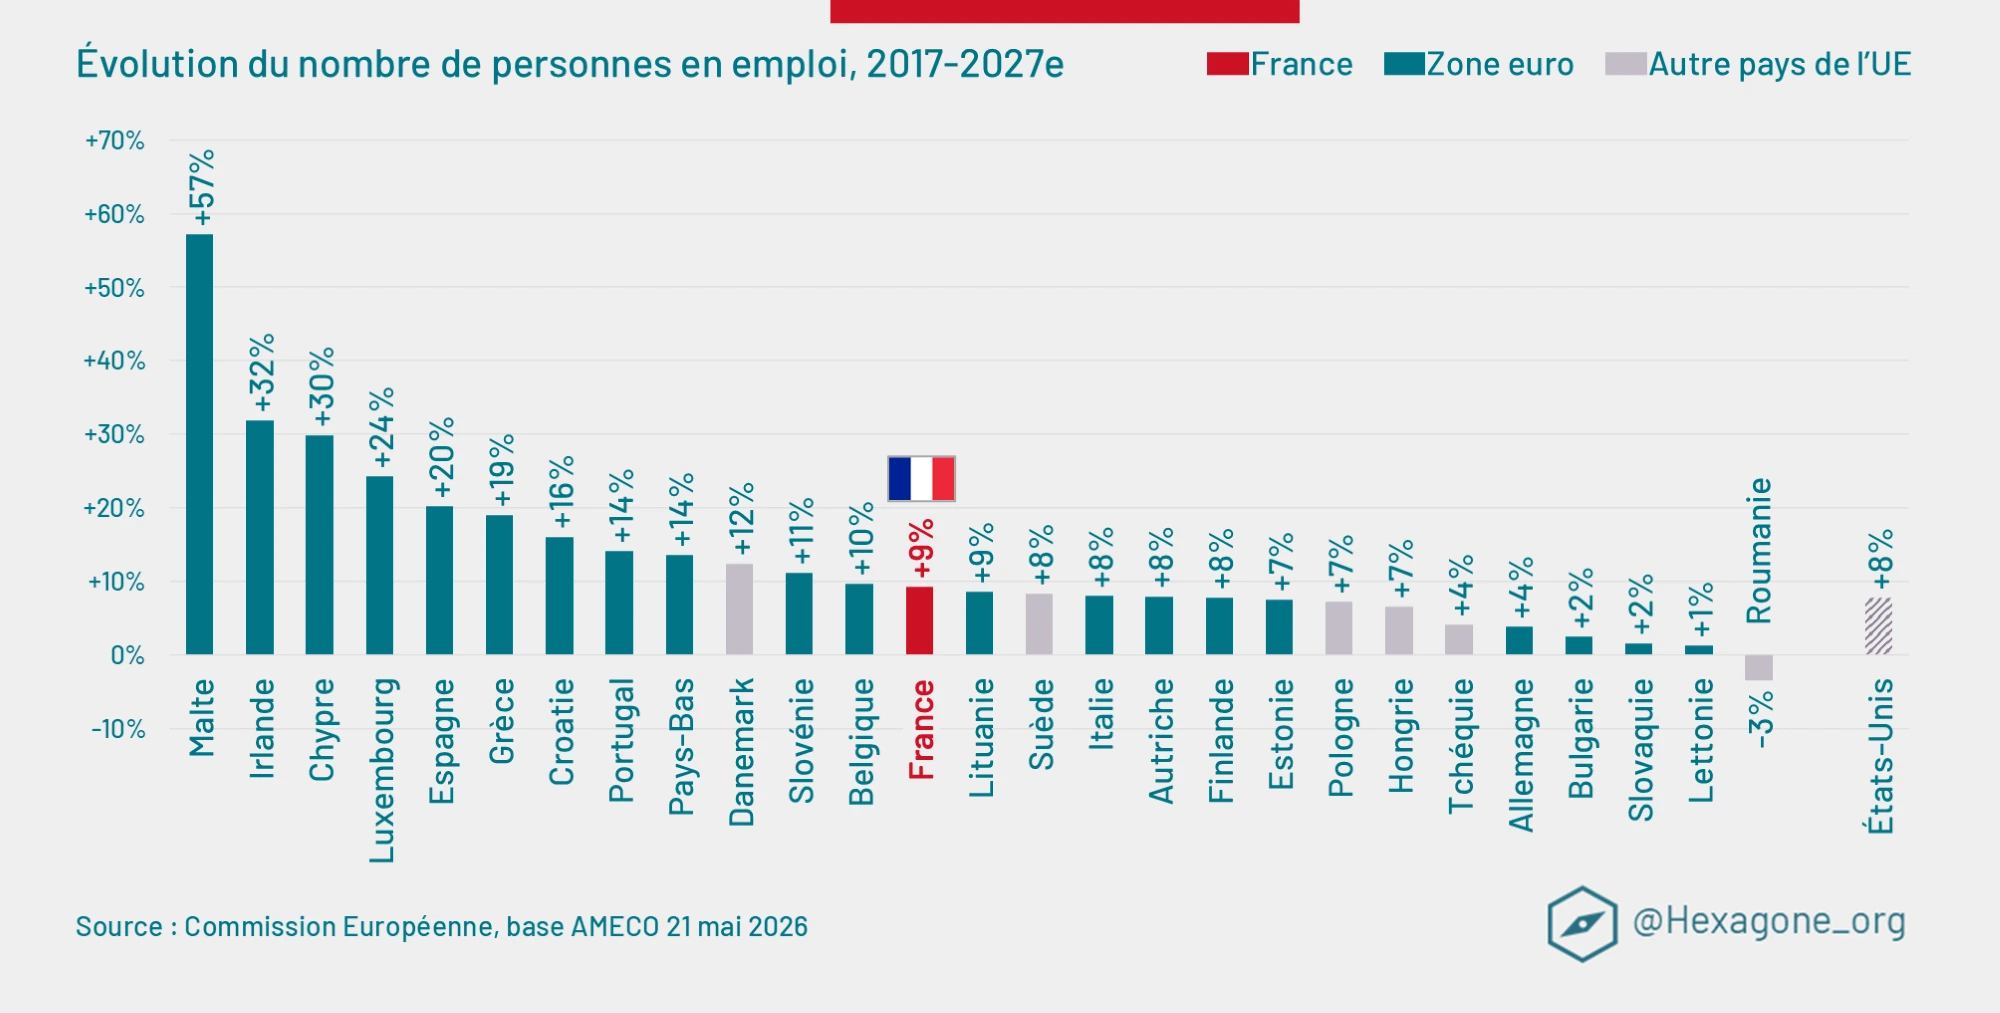 Évolution du nombre de personnes en emploi, 2017-2027e
France
Zone euro
Autre pays de l'UE
+70%
+60%
+50%
+40%
+30%
+20%
+10%
0%
-10%
+57%
+32%
+30%
+24%
+20%
+19%
+16%
+14%
+14%
+12%
+11%
+10%
+9%
+9%
+8%
+8%
+8%
+8%
+7%
+7%
+7%
+4%
+4%
+2%
+2%
+1%
-3%
+8%
Malte
Irlande
Chypre
Luxembourg
Espagne
Grèce
Croatie
Portugal
Pays-Bas
Danemark
Slovénie
Belgique
France
Lituanie
Suède
Italie
Autriche
Finlande
Estonie
Pologne
Hongrie
Tchéquie
Allemagne
Bulgarie
Slovaquie
Lettonie
Roumanie
États-Unis
Source : Commission Européenne, base AMECO 21 mai 2026
@Hexagone_org